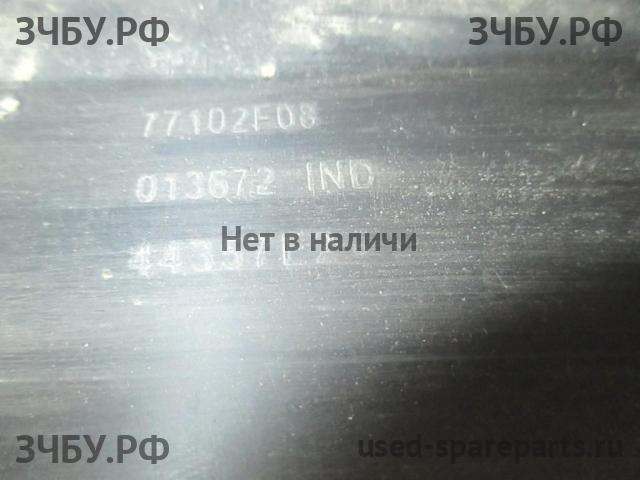 ЗЧБУ.РФ ЗЧБУ.РФ
77102F08
013672 IND
Нет в наличи
ЗЧБУ.РФ used-spareparts.ru